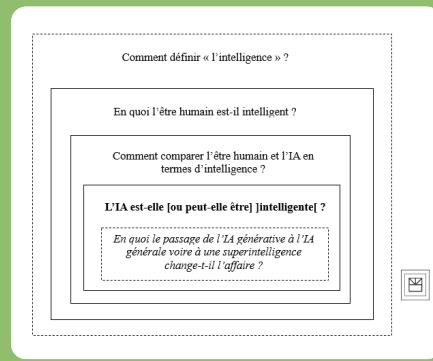 Comment définir « l’intelligence » ?
En quoi l’être humain est-il intelligent ?
Comment comparer l’être humain et l’IA en
termes d’intelligence ?
L’IA est-elle [ou peut-elle être] ]intelligente[ ?
En quoi le passage de l’IA générative à l’IA
générale voire à une superintelligence
change-t-il l’affaire ?